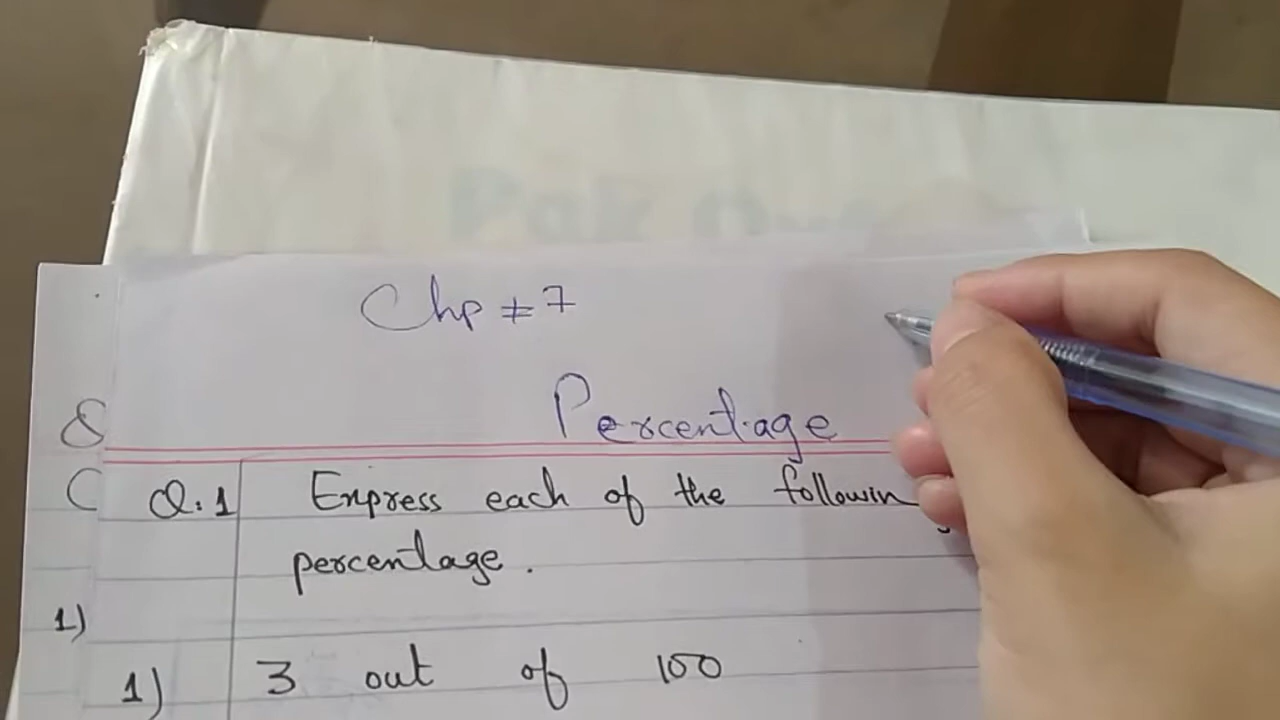 Chp # 7
Percentage
Q.1 Express each of the followin
percentage.
1)
1) 3 out of 100